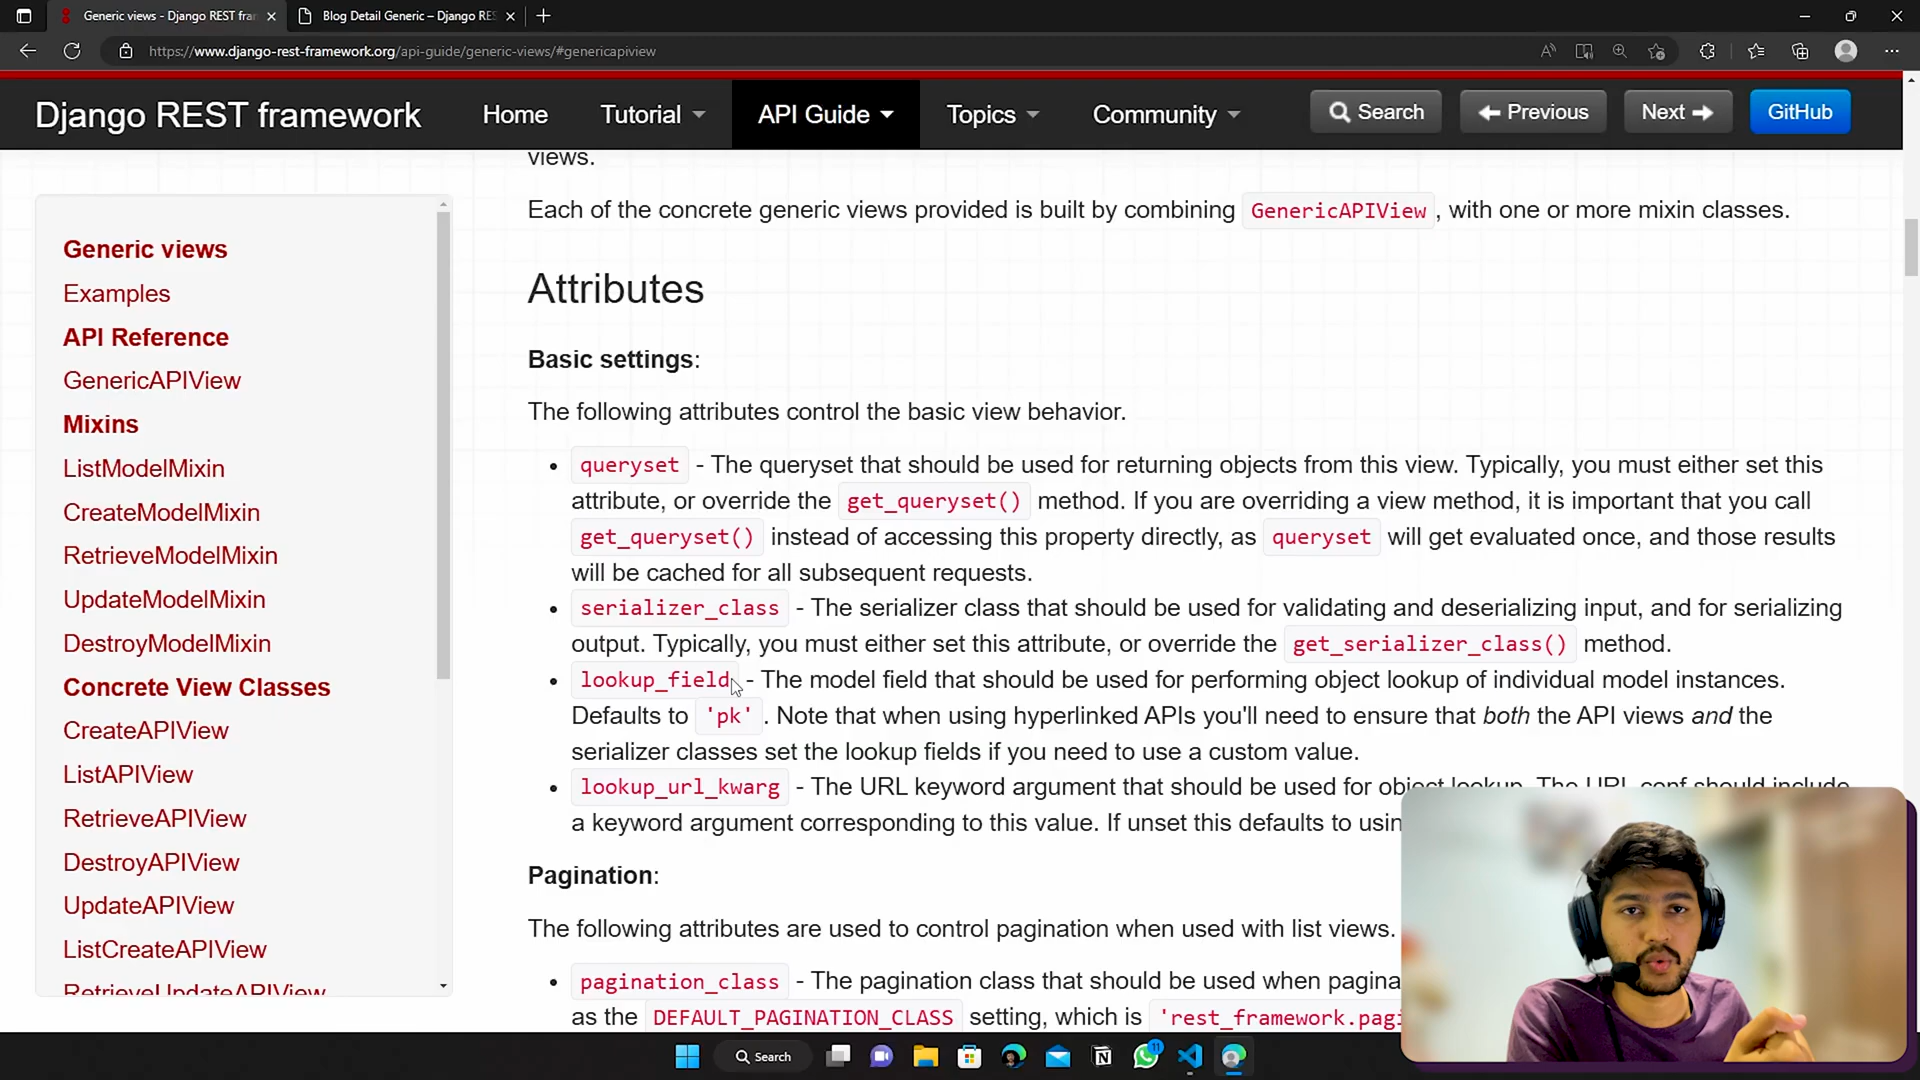 Generic views - Django REST fra
Blog Detail Generic – Django RES
https://www.django-rest-framework.org/api-guide/generic-views/#genericapiview
Django REST framework
Home
Tutorial
API Guide
Topics
Community
Search
Previous
Next
GitHub
Generic views
Examples
API Reference
GenericAPIView
Mixins
ListModelMixin
CreateModelMixin
RetrieveModelMixin
UpdateModelMixin
DestroyModelMixin
Concrete View Classes
CreateAPIView
ListAPIView
RetrieveAPIView
DestroyAPIView
UpdateAPIView
ListCreateAPIView
RetrieveUpdateAPIView
views.
Each of the concrete generic views provided is built by combining GenericAPIView , with one or more mixin classes.
Attributes
Basic settings:
The following attributes control the basic view behavior.
• queryset - The queryset that should be used for returning objects from this view. Typically, you must either set this
attribute, or override the get_queryset() method. If you are overriding a view method, it is important that you call
get_queryset() instead of accessing this property directly, as queryset will get evaluated once, and those results
will be cached for all subsequent requests.
• serializer_class - The serializer class that should be used for validating and deserializing input, and for serializing
output. Typically, you must either set this attribute, or override the get_serializer_class() method.
• lookup_field - The model field that should be used for performing object lookup of individual model instances.
Defaults to 'pk' . Note that when using hyperlinked APIs you'll need to ensure that both the API views and the
serializer classes set the lookup fields if you need to use a custom value.
• lookup_url_kwarg - The URL keyword argument that should be used for object lookup. The URL conf should include
a keyword argument corresponding to this value. If unset this defaults to usin
Pagination:
The following attributes are used to control pagination when used with list views.
• pagination_class - The pagination class that should be used when pagina
as the DEFAULT_PAGINATION_CLASS setting, which is 'rest_framework.pagi
Search
11